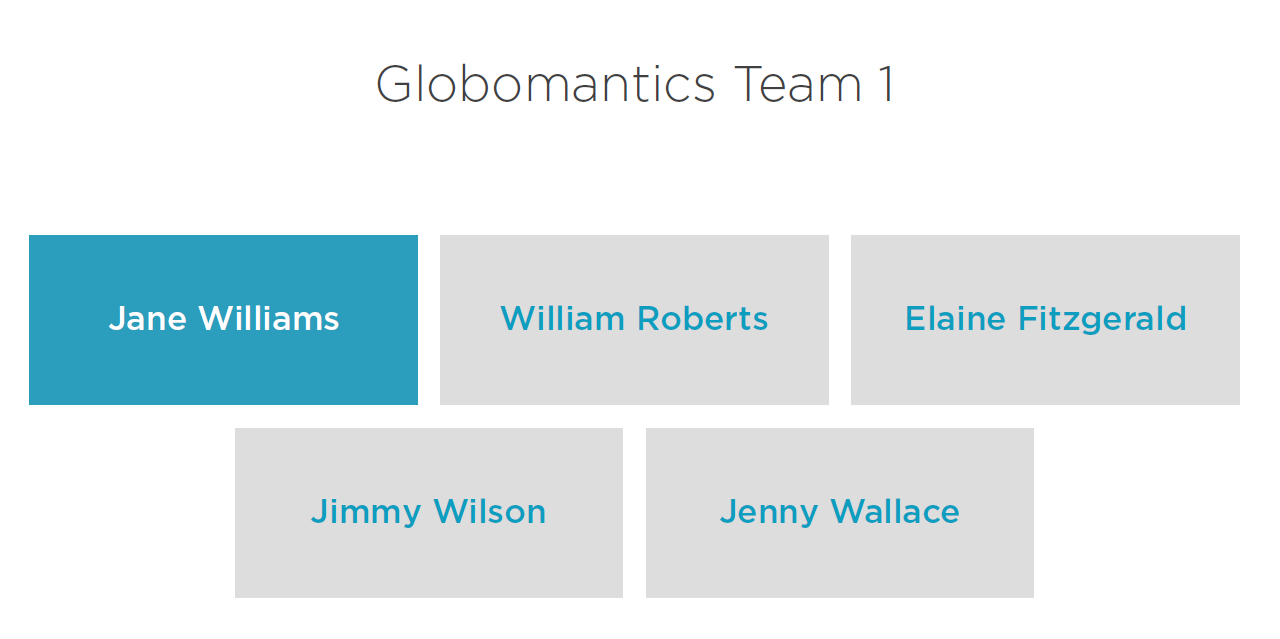 Globomantics Team 1
Jane Williams
William Roberts
Elaine Fitzgerald
Jimmy Wilson
Jenny Wallace